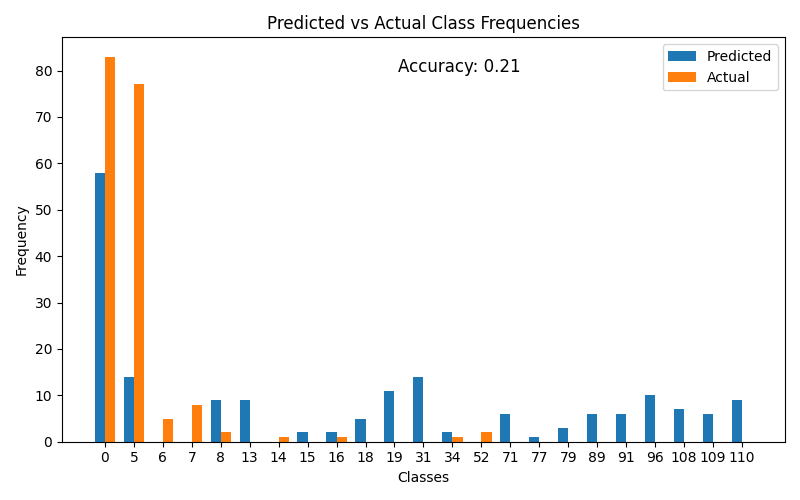 Predicted vs Actual Class Frequencies
Accuracy: 0.21
Predicted
Actual
Frequency
80
70
60
50
40
30
20
10
0
0 5 6 7 8 13 14 15 16 18 19 31 34 52 71 77 79 89 91 96 108 109 110
Classes